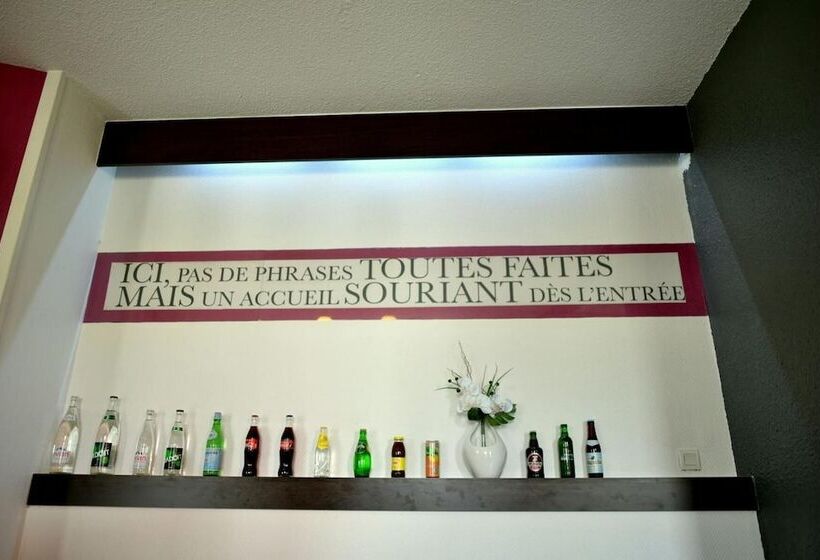 ICI, PAS DE PHRASES TOUTES FAITES
MAIS UN ACCUEIL SOURIANT DÈS L'ENTRÉE